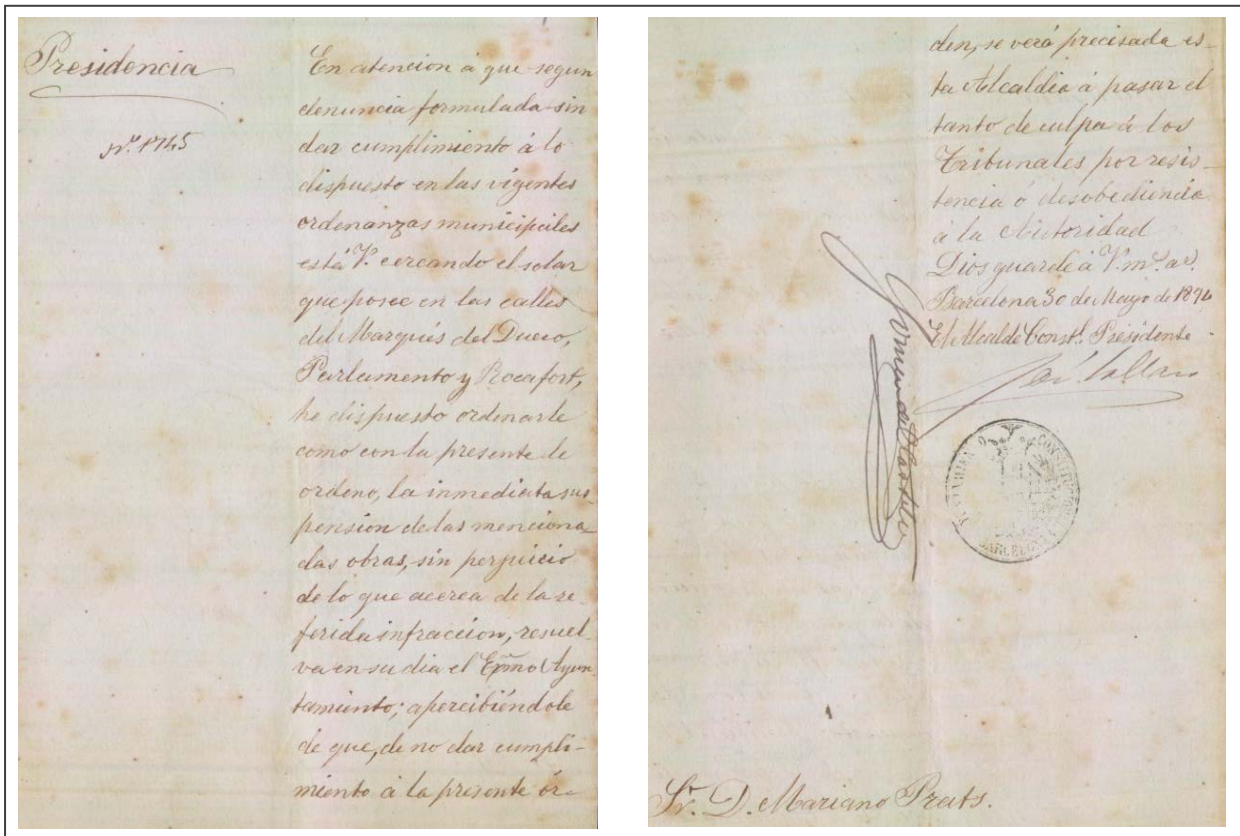 Presidencia
Nº 1745
En atencion á que segun
denuncia formulada sin
dar cumplimiento á lo
dispuesto en las vigentes
ordenanzas municipales
está V. cercando el solar
que posee en las calles
del Marqués del Duero,
Parlamento y Rocafort,
he dispuesto ordenarle
como con la presente le
ordeno, la inmediata sus-
pension de las menciona-
das obras, sin perjuicio
de lo que acerca de la re-
ferida infraccion, resuel-
va en su dia el Exmo Ayun-
tamiento; apercibiéndole
de que, de no dar cumpli-
miento á la presente ór-
den, se verá precisada es-
ta Alcaldia á pasar el
tanto de culpa á los
Tribunales por resis-
tencia ó desobediencia
á la Autoridad
Dios guarde á V. mˢ. aˢ.
Barcelona 30 de Mayo de
El Alcalde Constˡ. Presidente
CONSTITUCION
BARCELONA
Sr. D. Mariano Prats.